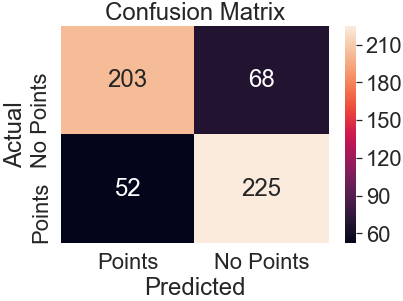 Confusion Matrix
Actual
No Points
203
68
Points
52
225
Points
No Points
Predicted
210
180
150
120
90
60